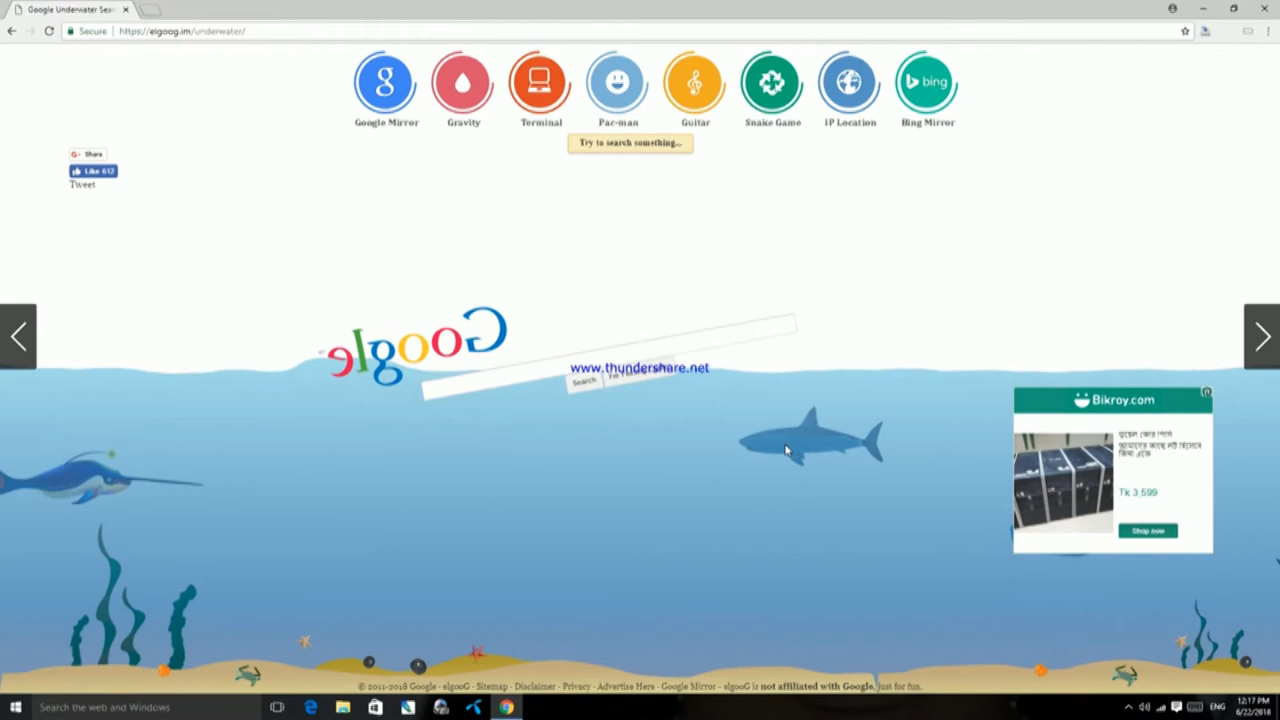 Google Underwater Sear
Secure
https://elgoog.im/underwater/
g
bing
Google Mirror
Gravity
Terminal
Pac-man
Guitar
Snake Game
IP Location
Bing Mirror
Try to search something...
G+ Share
Like 612
Tweet
Google
www.thundershare.net
Search
Bikroy.com
Tk 3,599
Shop now
© 2011-2018 Google - elgooG - Sitemap - Disclaimer - Privacy - Advertise Here - Google Mirror - elgooG is not affiliated with Google, just for fun.
Search the web and Windows
ENG
12:17 PM
6/22/2018